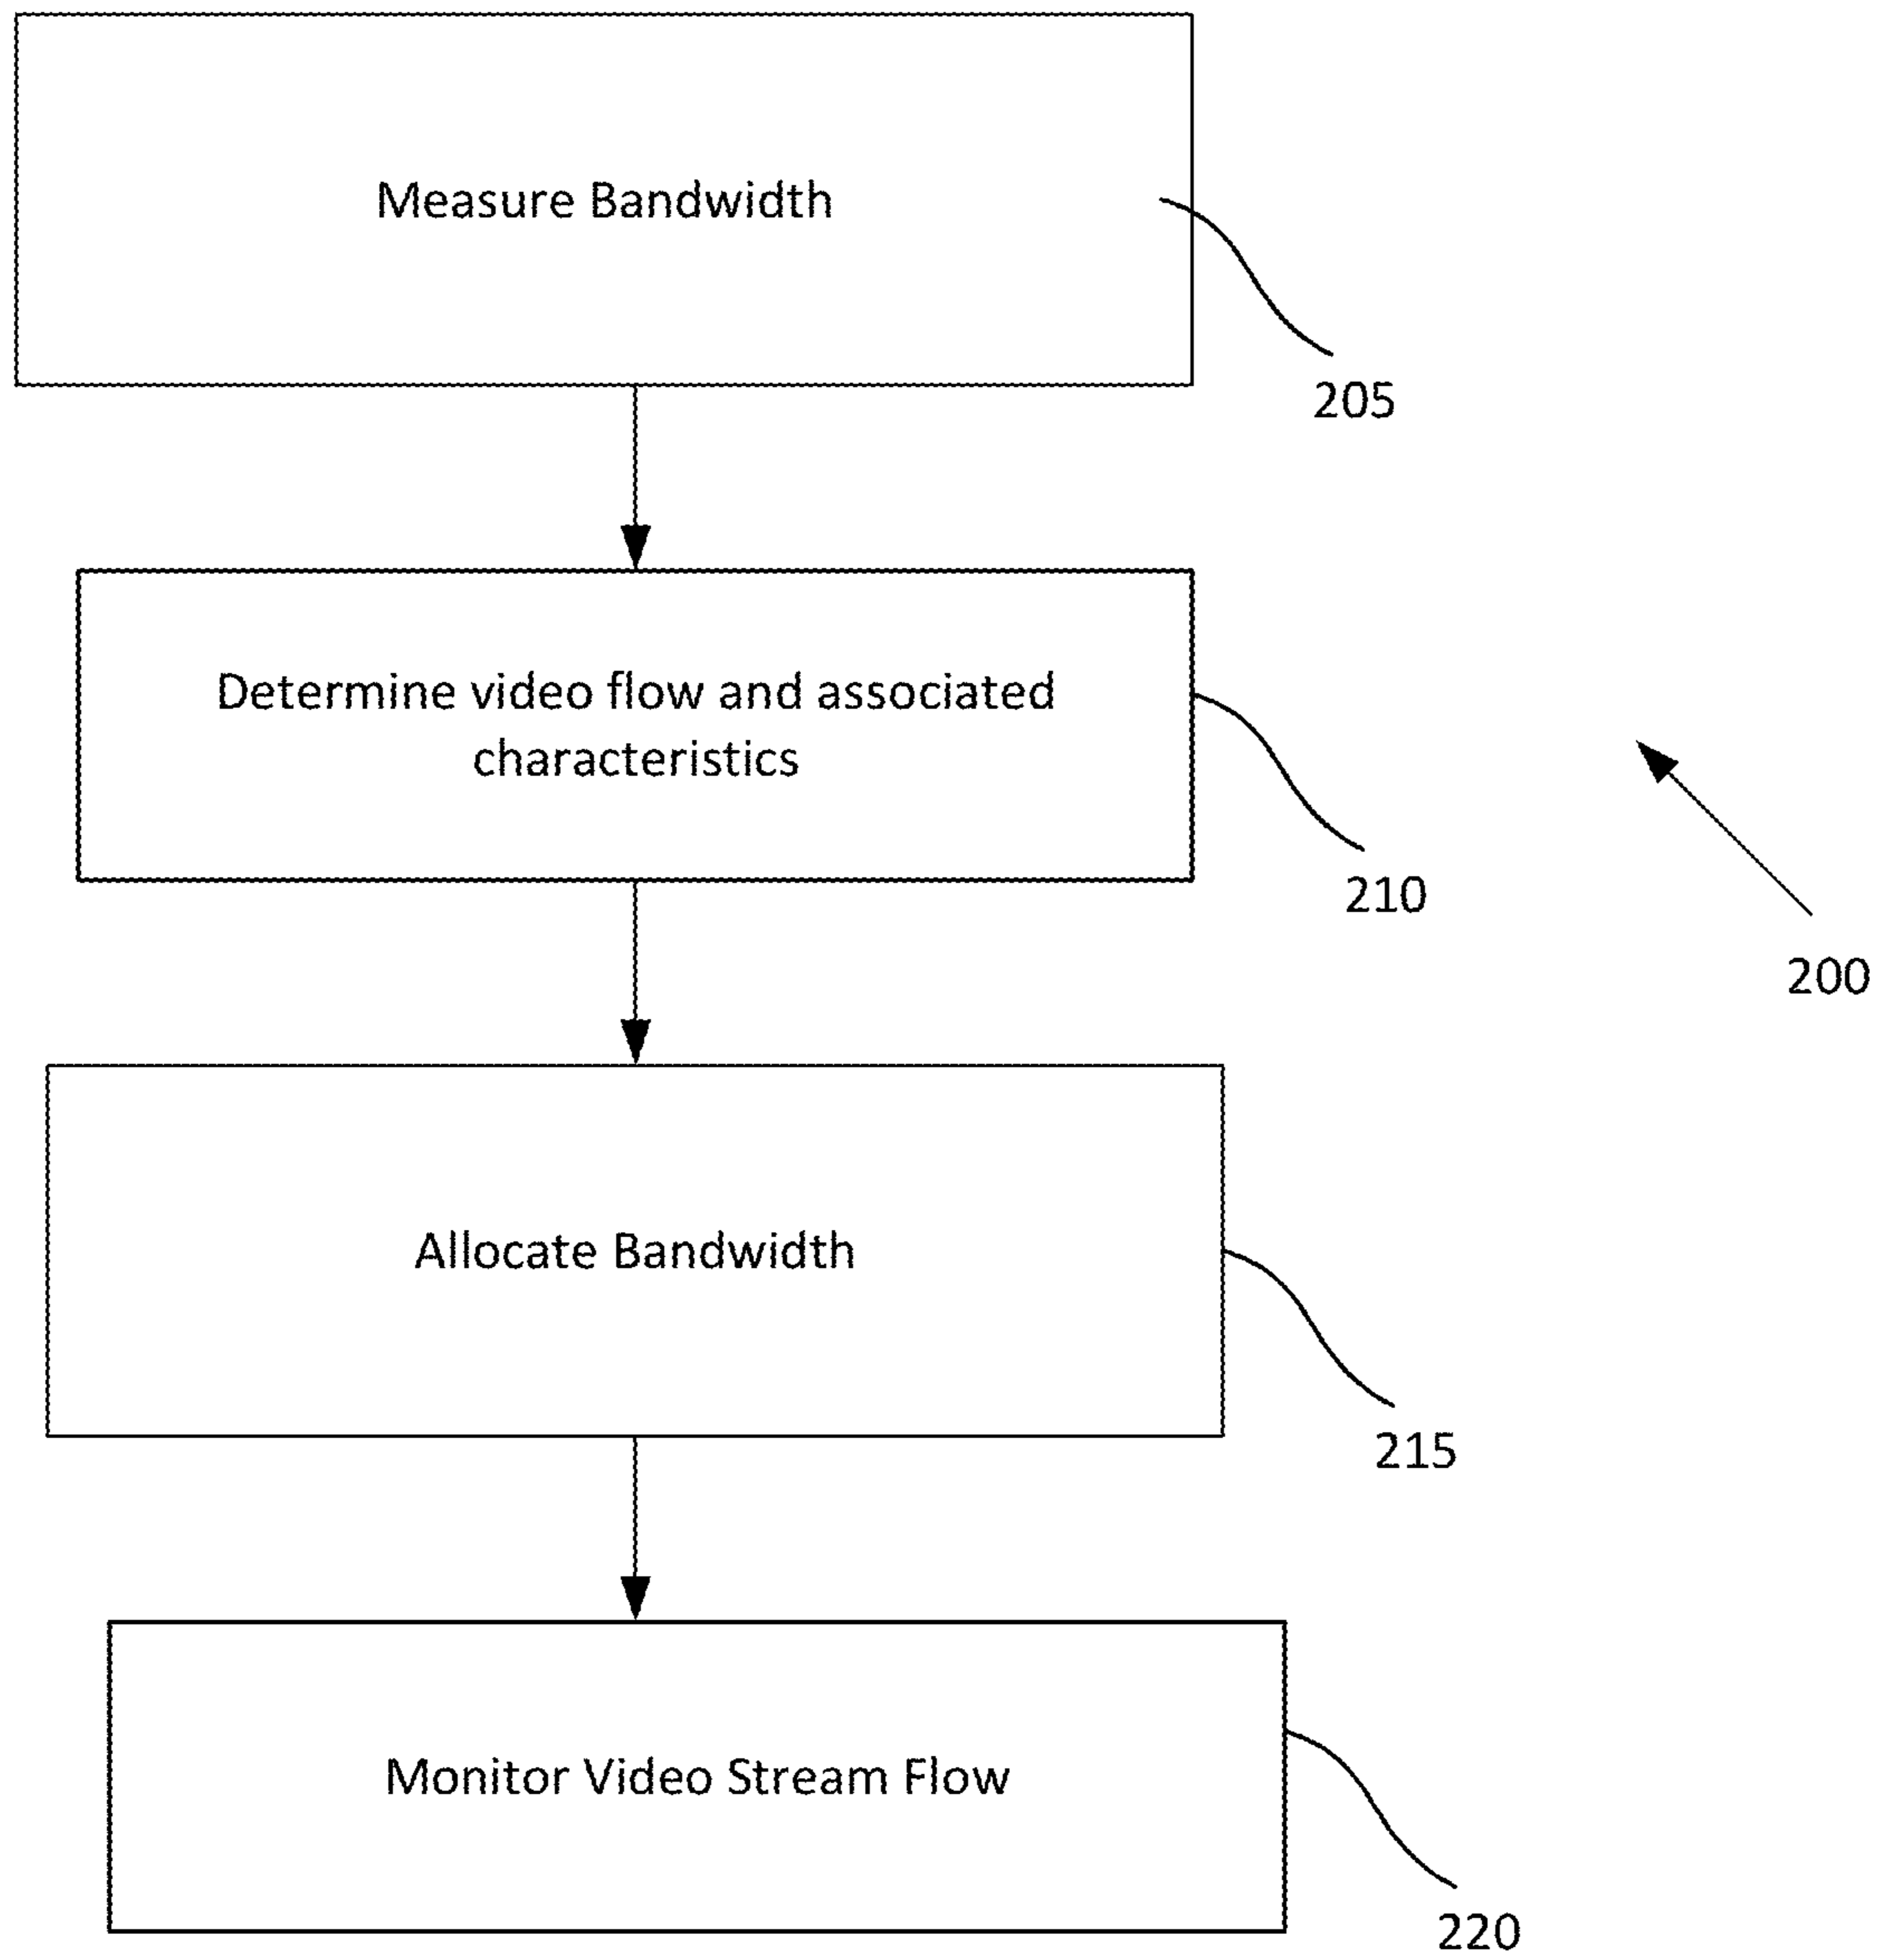 Measure Bandwidth
205
Determine video flow and associated
characteristics
210
200
Allocate Bandwidth
215
Monitor Video Stream Flow
220